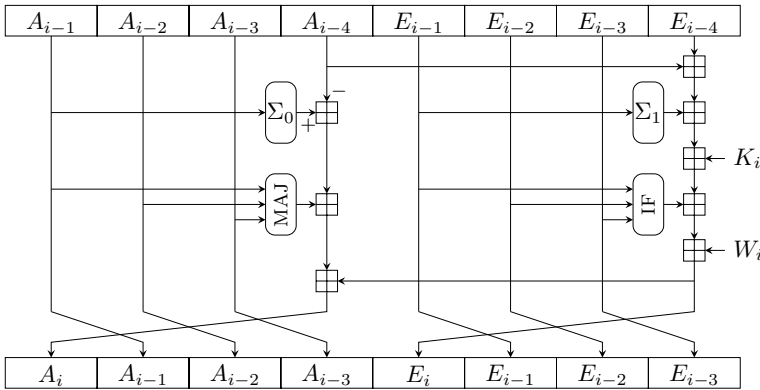 A_{i−1} A_{i−2} A_{i−3} A_{i−4} E_{i−1} E_{i−2} E_{i−3} E_{i−4}
−
Σ_0 + Σ_1
K_i
MAJ IF
W_i
A_i A_{i−1} A_{i−2} A_{i−3} E_i E_{i−1} E_{i−2} E_{i−3}